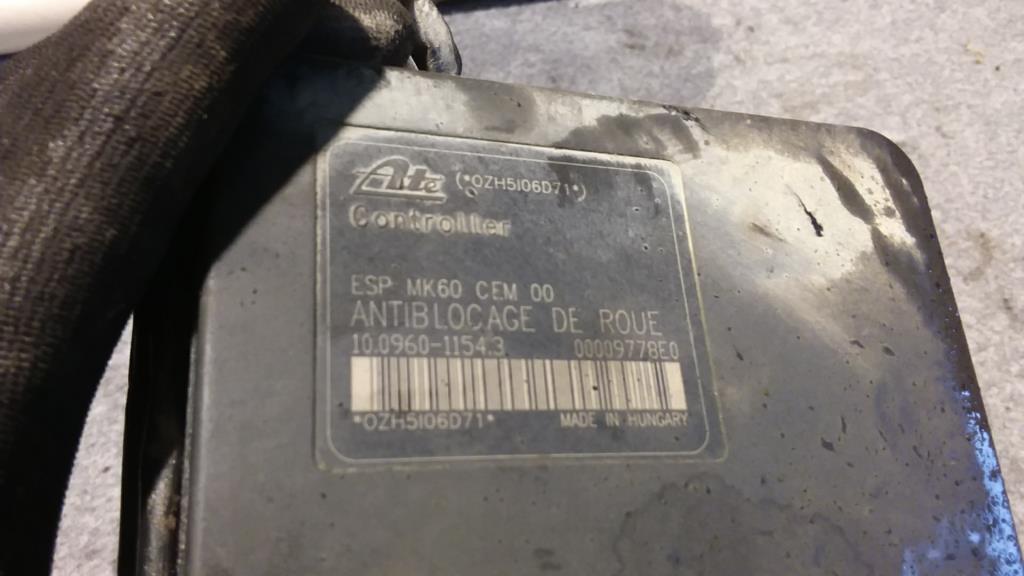 Ate (*OZH5I06D71*)
Controller
ESP MK60 CEM 00
ANTIBLOCAGE DE ROUE
10.0960-1154.3 00009778E0
*OZH5I06D71* MADE IN HUNGARY